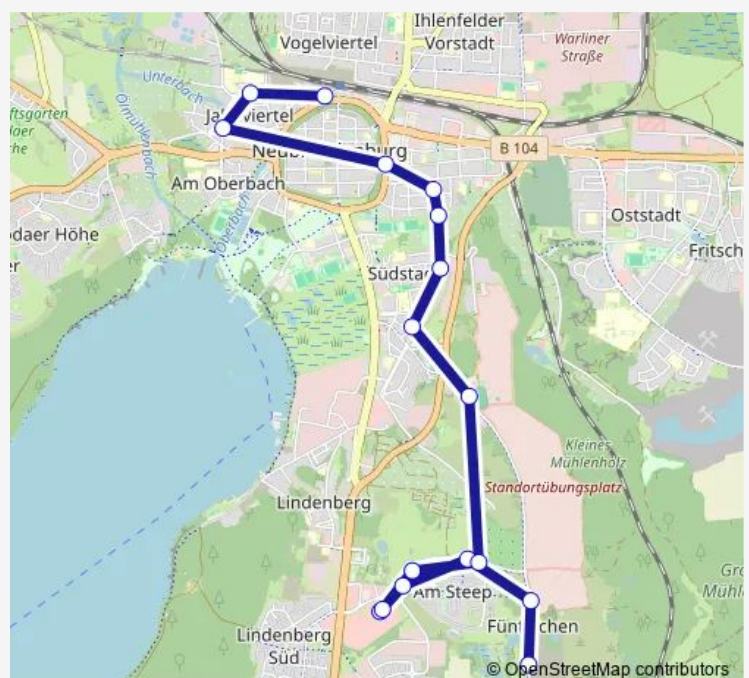 Ihlenfelder
Vorstadt
Vogelviertel
Warliner
Straße
Unterbach
Ölmühlenbach
B 104
Am Oberbach
Oberbach
Oststadt
Fritsch
Kleines
Mühlenholz
Standortübungsplatz
Lindenberg
Am Steep
Lindenberg
Süd
© OpenStreetMap contributors